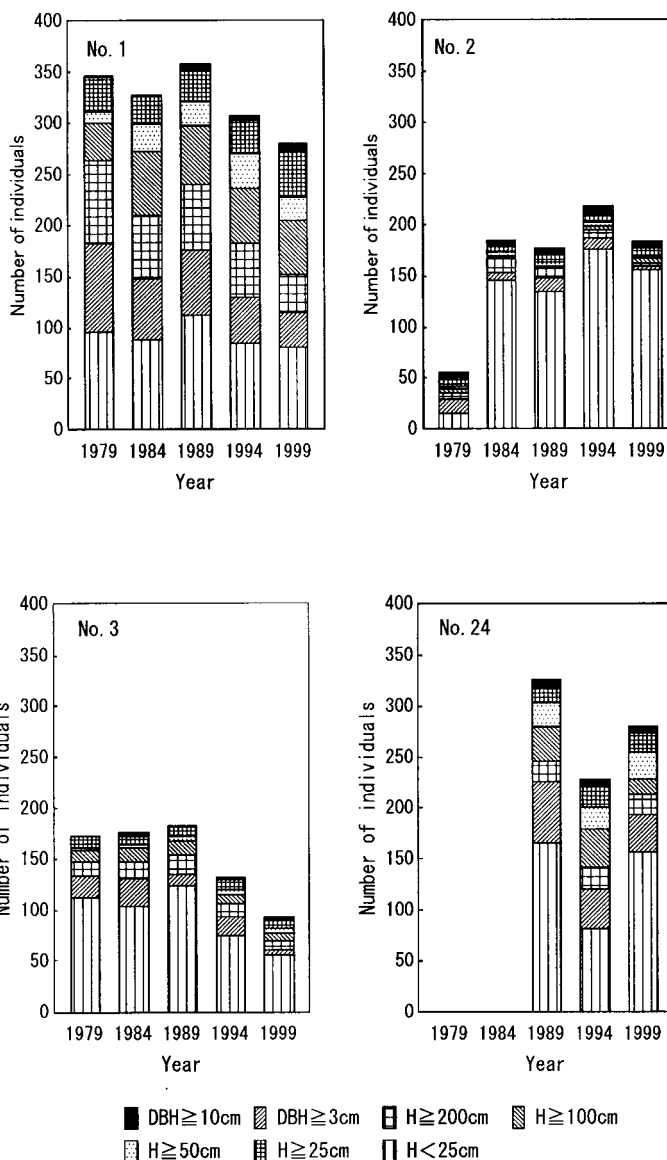 400
350
300
250
200
150
100
50
0
Number of individuals
No. 1
1979 1984 1989 1994 1999
Year
400
350
300
250
200
150
100
50
0
Number of individuals
No. 2
1979 1984 1989 1994 1999
Year
400
350
300
250
200
150
100
50
0
Number of individuals
No. 3
1979 1984 1989 1994 1999
Year
400
350
300
250
200
150
100
50
0
Number of individuals
No. 24
1979 1984 1989 1994 1999
Year
DBH≧10cm DBH≧3cm H≧200cm H≧100cm
H≧50cm H≧25cm H<25cm